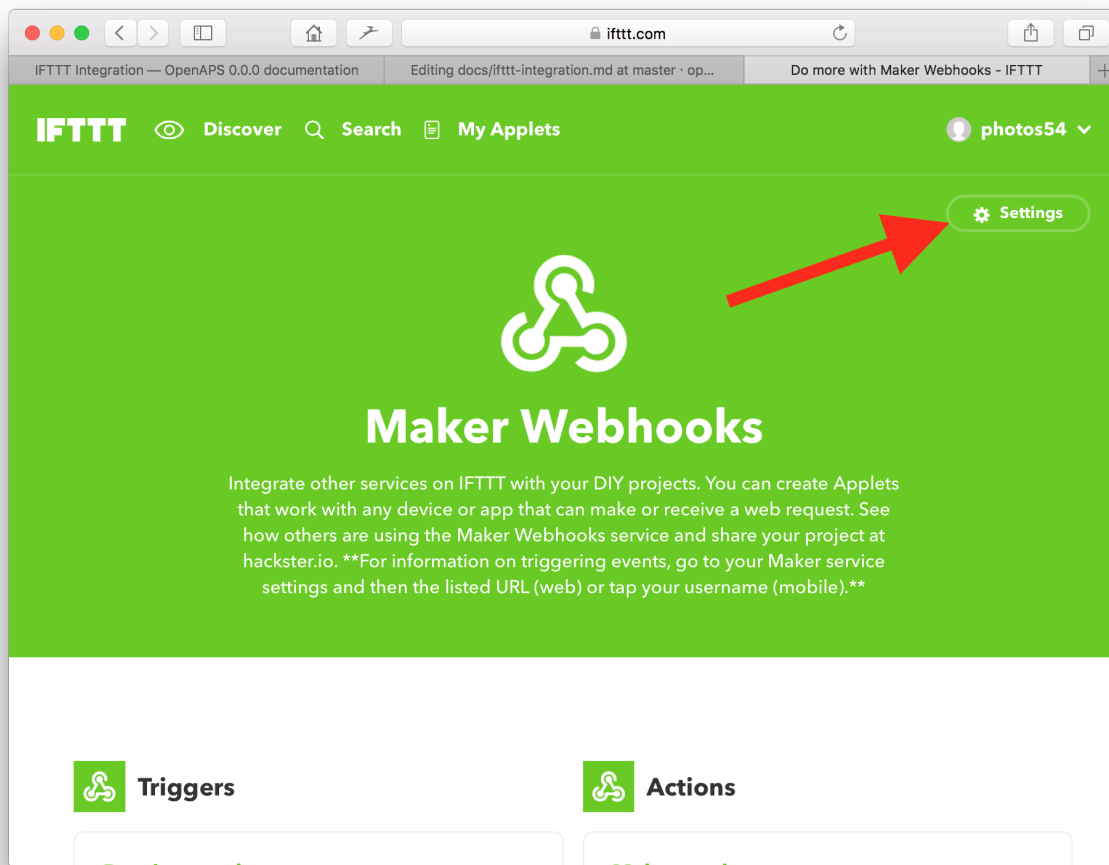 ifttt.com
IFTTT Integration — OpenAPS 0.0.0 documentation
Editing docs/ifttt-integration.md at master · op...
Do more with Maker Webhooks - IFTTT
IFTTT Discover Search My Applets photos54
Settings
Maker Webhooks
Integrate other services on IFTTT with your DIY projects. You can create Applets
that work with any device or app that can make or receive a web request. See
how others are using the Maker Webhooks service and share your project at
hackster.io. **For information on triggering events, go to your Maker service
settings and then the listed URL (web) or tap your username (mobile).**
Triggers
Actions